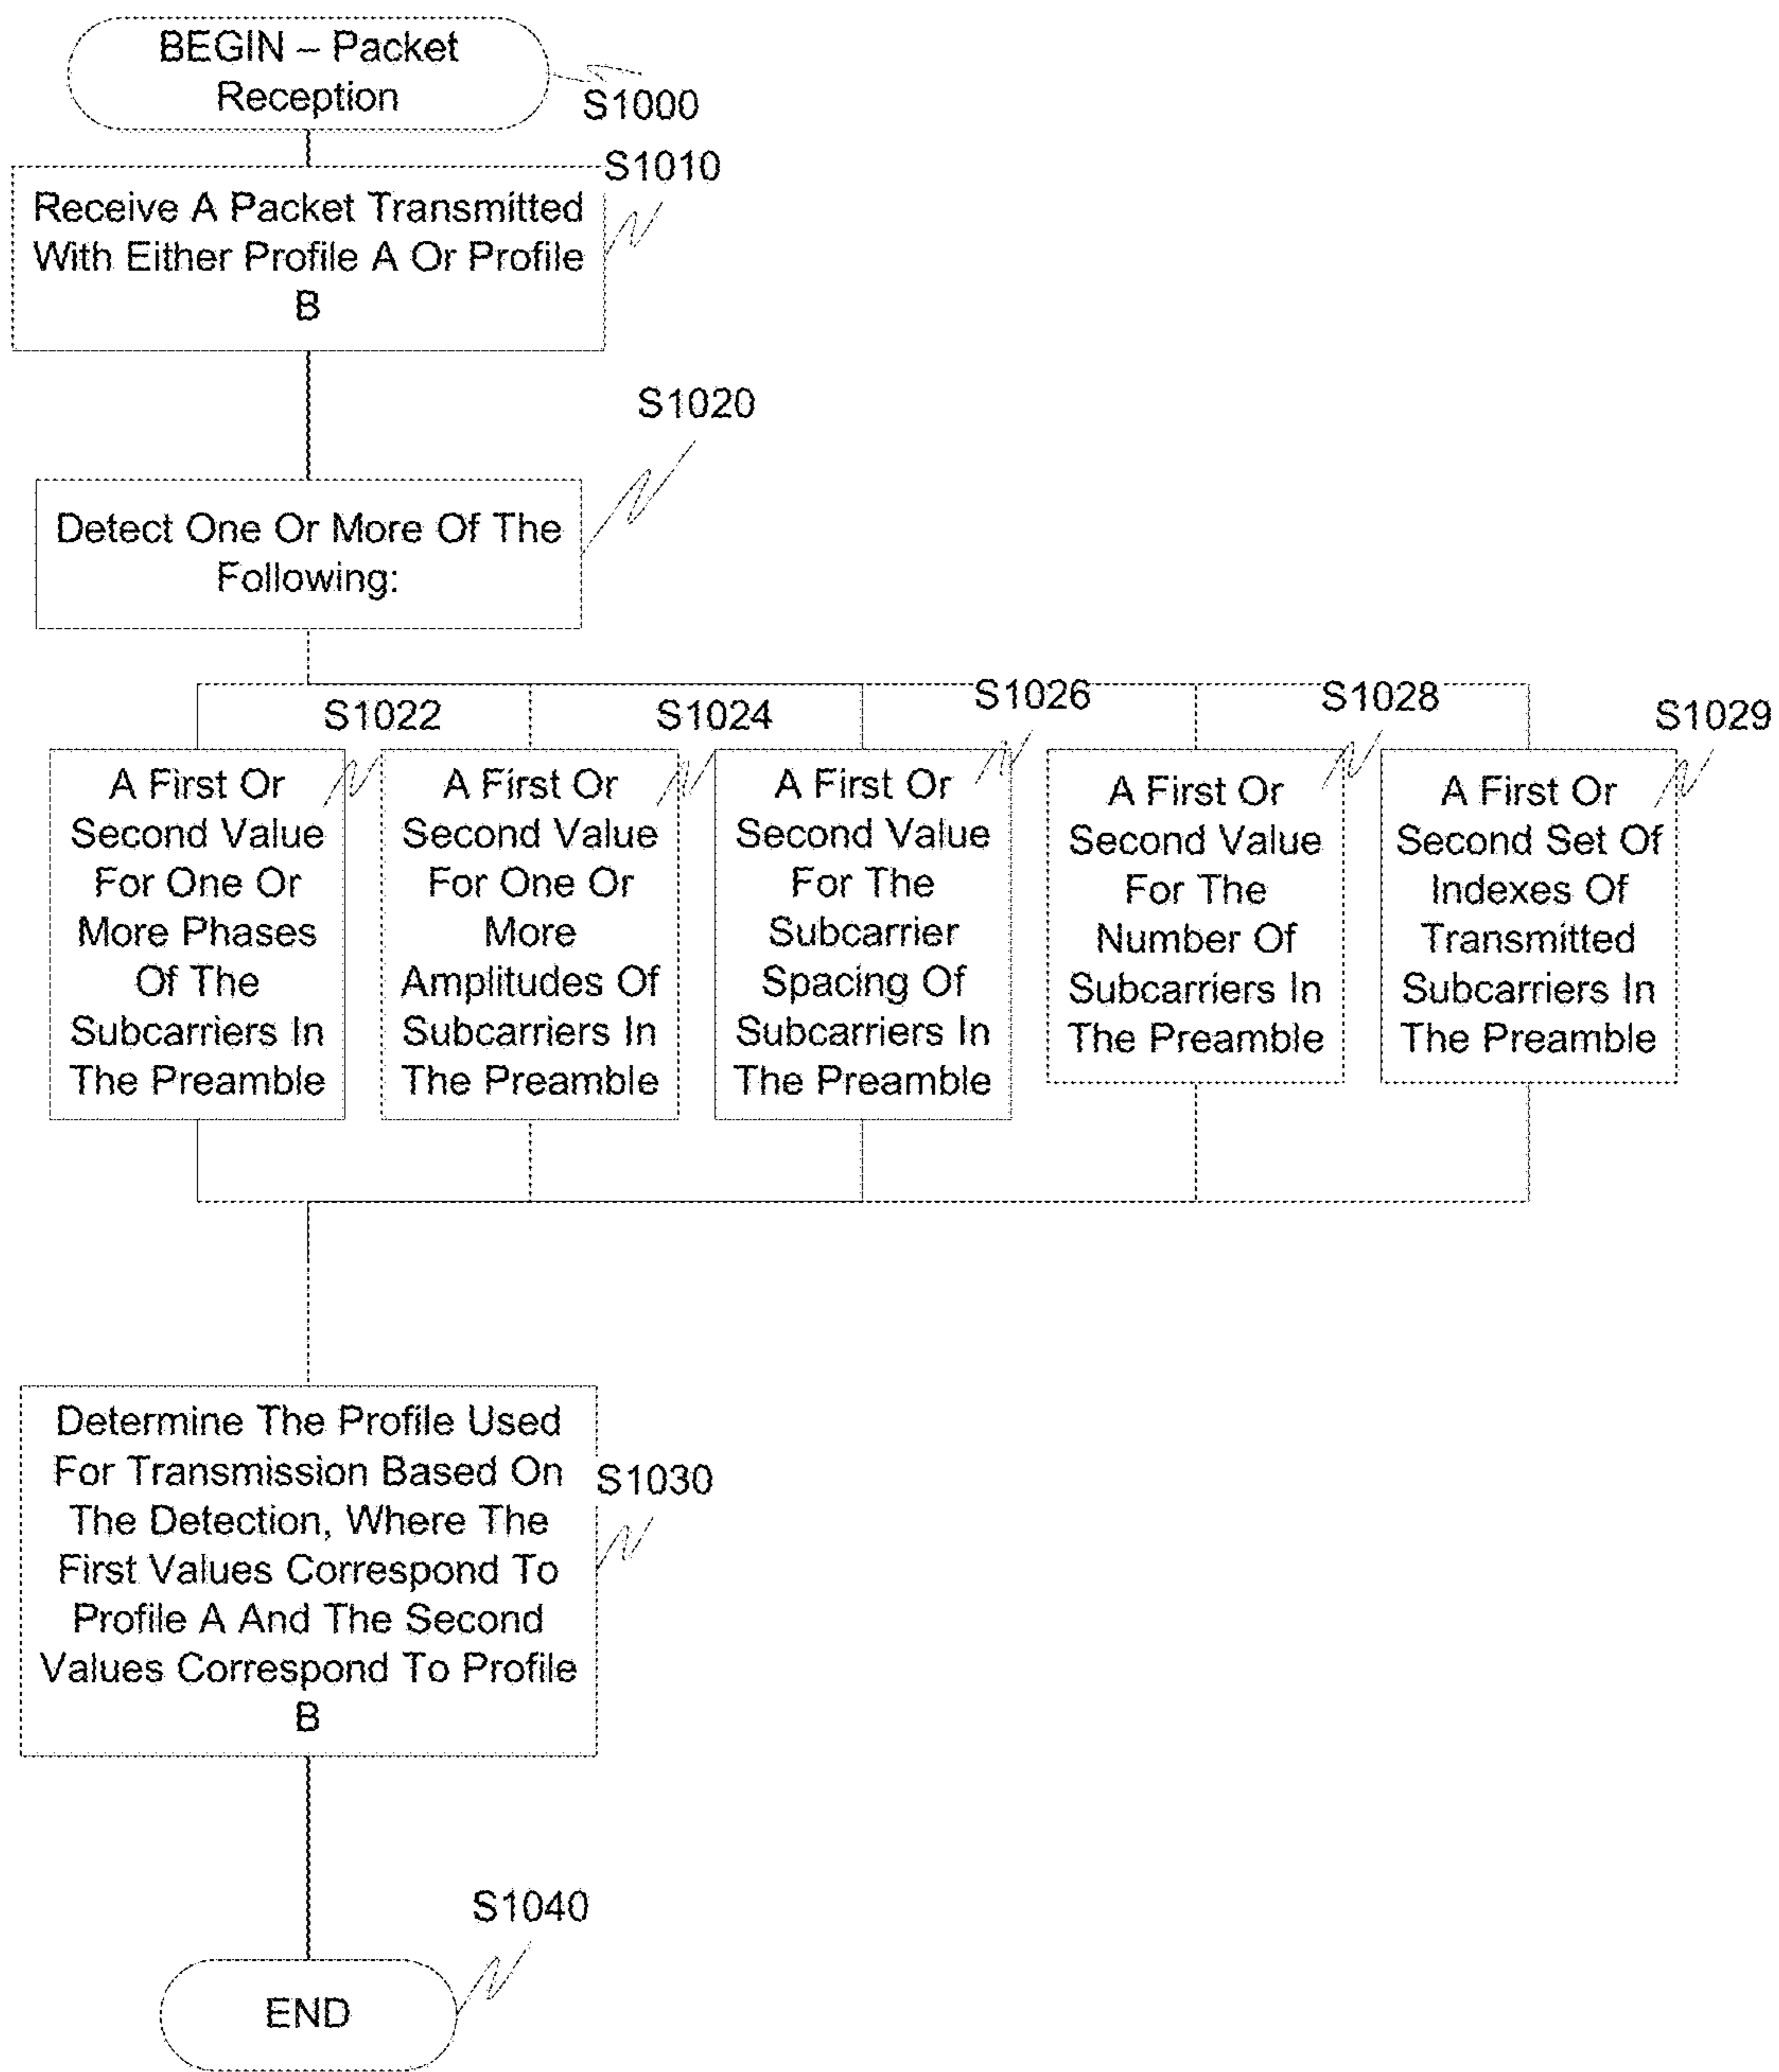 BEGIN – Packet
Reception
S1000
S1010
Receive A Packet Transmitted
With Either Profile A Or Profile
B
S1020
Detect One Or More Of The
Following:
S1022
A First Or
Second Value
For One Or
More Phases
Of The
Subcarriers In
The Preamble
S1024
A First Or
Second Value
For One Or
More
Amplitudes Of
Subcarriers In
The Preamble
S1026
A First Or
Second Value
For The
Subcarrier
Spacing Of
Subcarriers In
The Preamble
S1028
A First Or
Second Value
For The
Number Of
Subcarriers In
The Preamble
S1029
A First Or
Second Set Of
Indexes Of
Transmitted
Subcarriers In
The Preamble
Determine The Profile Used
For Transmission Based On
The Detection, Where The
First Values Correspond To
Profile A And The Second
Values Correspond To Profile
B
S1030
S1040
END